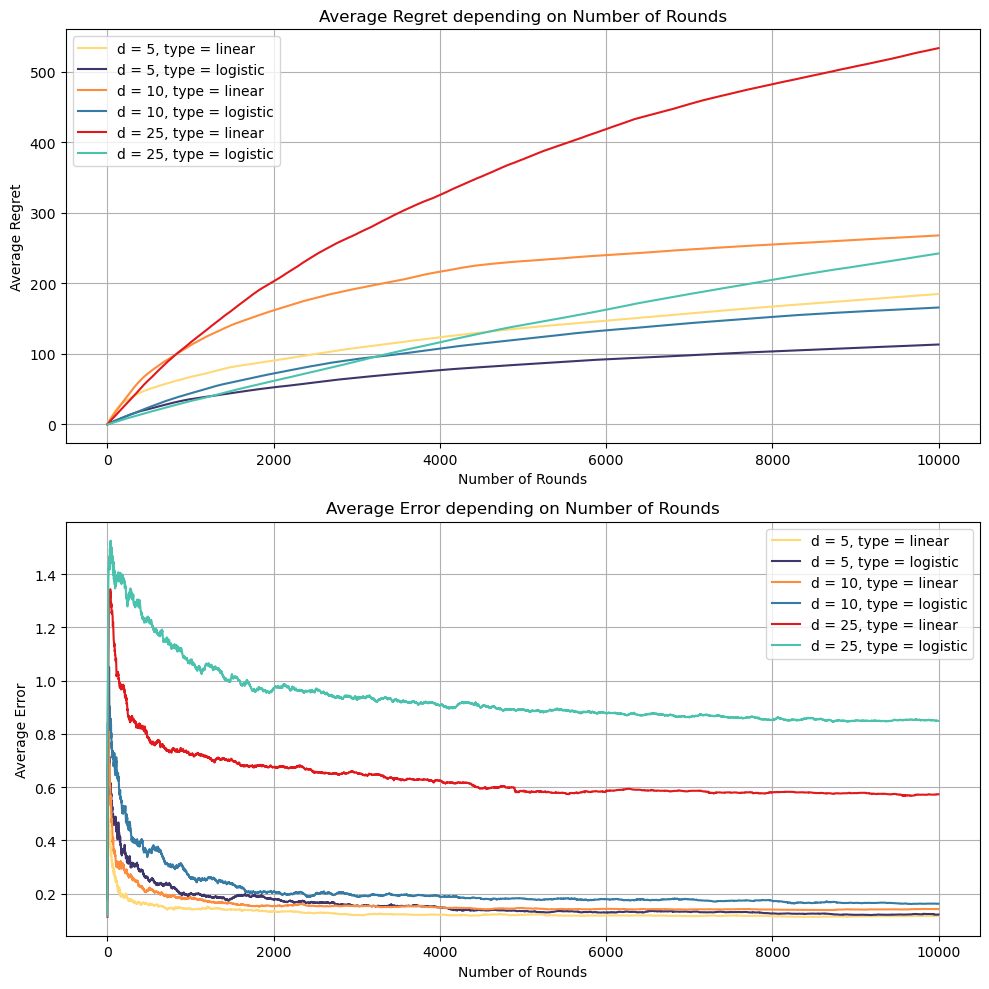 Average Regret depending on Number of Rounds
Average Regret
500
400
300
200
100
0
d = 5, type = linear
d = 5, type = logistic
d = 10, type = linear
d = 10, type = logistic
d = 25, type = linear
d = 25, type = logistic
0 2000 4000 6000 8000 10000
Number of Rounds
Average Error depending on Number of Rounds
Average Error
1.4
1.2
1.0
0.8
0.6
0.4
0.2
d = 5, type = linear
d = 5, type = logistic
d = 10, type = linear
d = 10, type = logistic
d = 25, type = linear
d = 25, type = logistic
0 2000 4000 6000 8000 10000
Number of Rounds